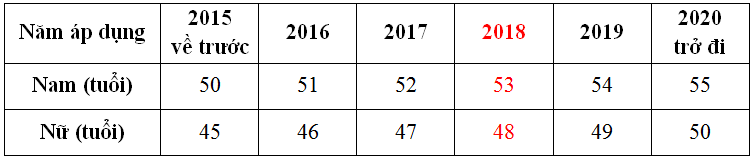 Năm áp dụng 2015 về trước 2016 2017 2018 2019 2020 trở đi
Nam (tuổi) 50 51 52 53 54 55
Nữ (tuổi) 45 46 47 48 49 50